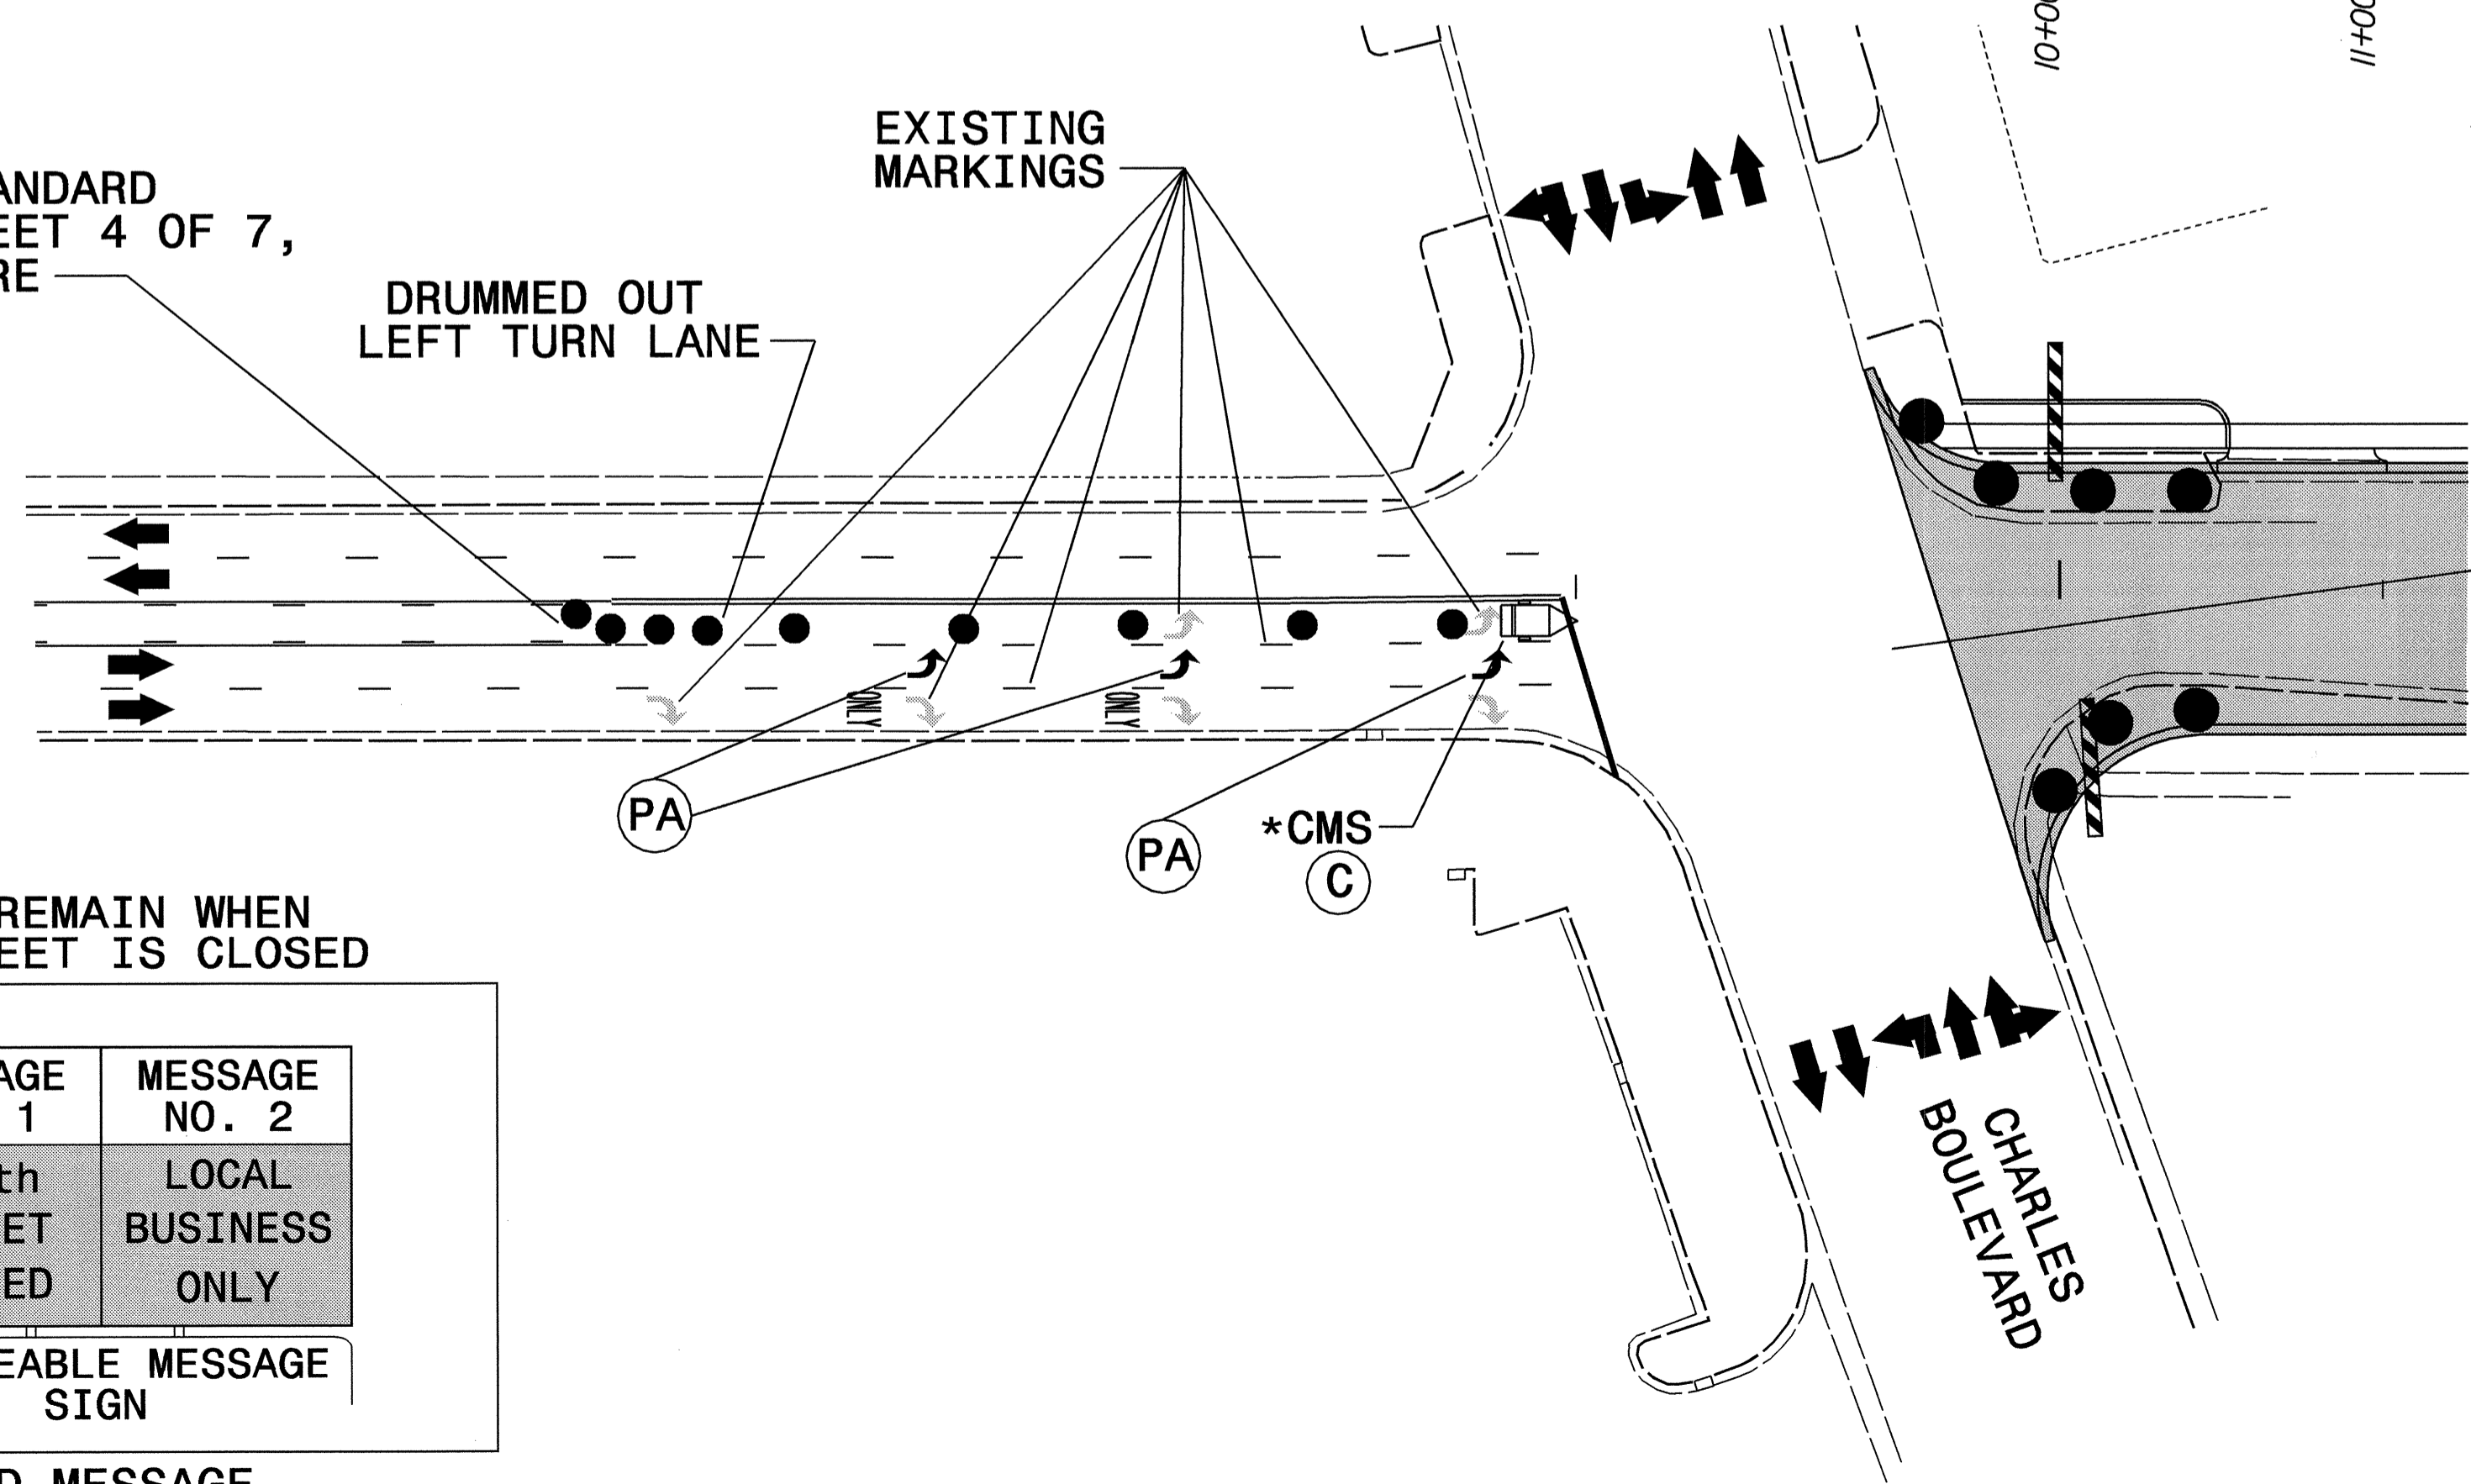 10+00
11+00
EXISTING
MARKINGS
ANDARD
EET 4 OF 7,
RE
DRUMMED OUT
LEFT TURN LANE
ONLY
ONLY
PA
PA
*CMS
C
REMAIN WHEN
EET IS CLOSED
AGE
1
MESSAGE
NO. 2
th
ET
ED
LOCAL
BUSINESS
ONLY
EABLE MESSAGE
SIGN
D MESSAGE
CHARLES
BOULEVARD